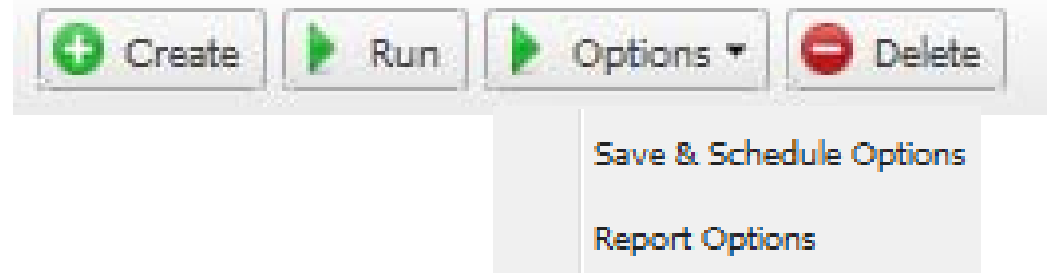 Create Run Options Delete
Save & Schedule Options
Report Options